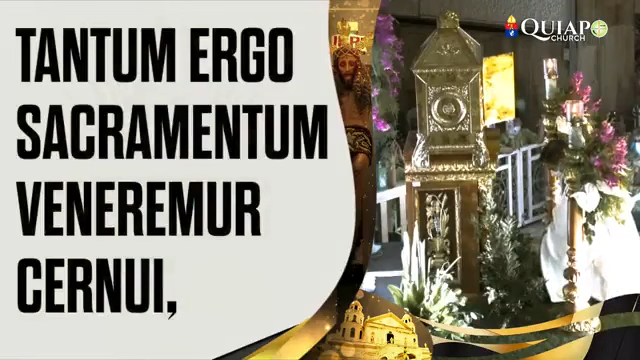 TANTUM ERGO
SACRAMENTUM
VENEREMUR
CERNUI,
QUIAPO
CHURCH